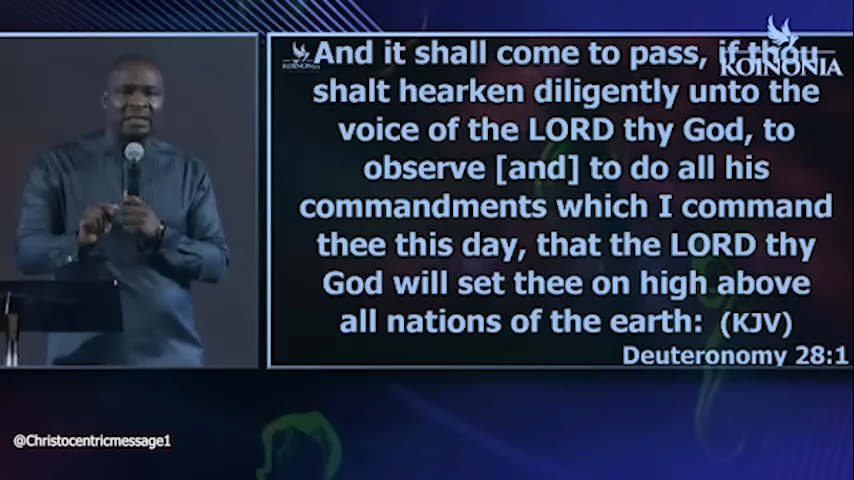 And it shall come to pass, if thou
shalt hearken diligently unto the
voice of the LORD thy God, to
observe [and] to do all his
commandments which I command
thee this day, that the LORD thy
God will set thee on high above
all nations of the earth: (KJV)
Deuteronomy 28:1
KOINONIA
KOINONIA
@Christocentricmessage1